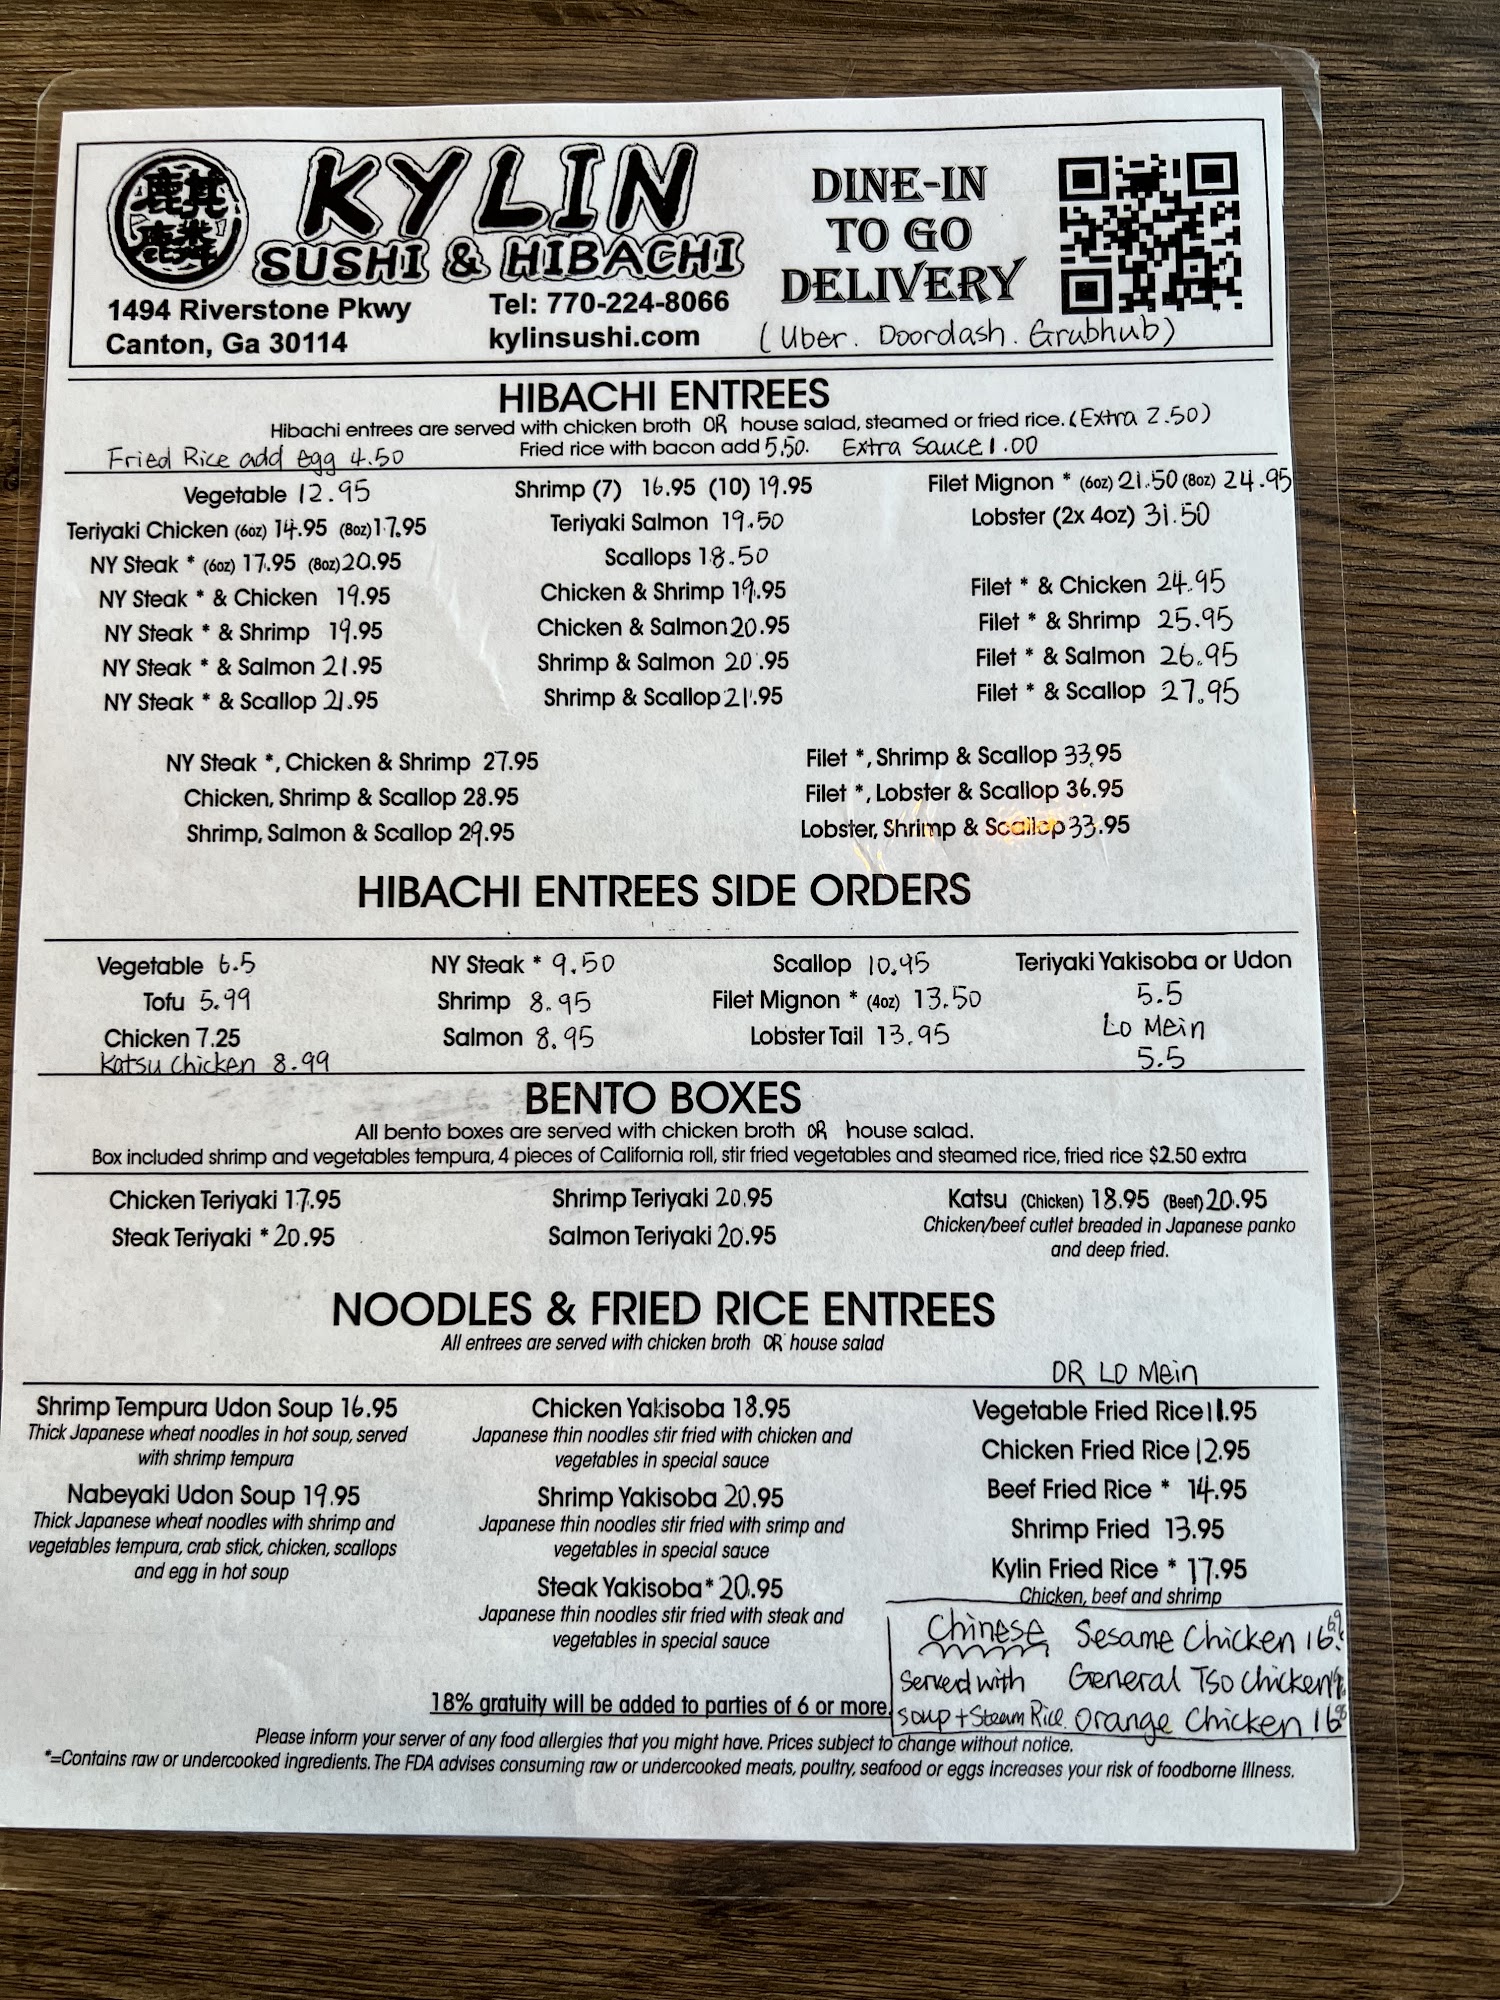 麒麟
KYLIN
SUSHI & HIBACHI
1494 Riverstone Pkwy
Canton, Ga 30114
Tel: 770-224-8066
kylinsushi.com
DINE-IN
TO GO
DELIVERY
(Uber. Doordash. Grubhub)
HIBACHI ENTREES
Hibachi entrees are served with chicken broth OR house salad, steamed or fried rice. (Extra 2.50)
Fried Rice add egg 4.50 Fried rice with bacon add 5.50. Extra Sauce 1.00
Vegetable 12.95
Teriyaki Chicken (6oz) 14.95 (8oz) 17.95
NY Steak * (6oz) 17.95 (8oz) 20.95
NY Steak * & Chicken 19.95
NY Steak * & Shrimp 19.95
NY Steak * & Salmon 21.95
NY Steak * & Scallop 21.95
Shrimp (7) 16.95 (10) 19.95
Teriyaki Salmon 19.50
Scallops 18.50
Chicken & Shrimp 19.95
Chicken & Salmon 20.95
Shrimp & Salmon 20.95
Shrimp & Scallop 21.95
Filet Mignon * (6oz) 21.50 (8oz) 24.95
Lobster (2x 4oz) 31.50
Filet * & Chicken 24.95
Filet * & Shrimp 25.95
Filet * & Salmon 26.95
Filet * & Scallop 27.95
NY Steak *, Chicken & Shrimp 27.95
Chicken, Shrimp & Scallop 28.95
Shrimp, Salmon & Scallop 29.95
Filet *, Shrimp & Scallop 33.95
Filet *, Lobster & Scallop 36.95
Lobster, Shrimp & Scallop 33.95
HIBACHI ENTREES SIDE ORDERS
Vegetable 6.5
Tofu 5.99
Chicken 7.25
Katsu Chicken 8.99
NY Steak * 9.50
Shrimp 8.95
Salmon 8.95
Scallop 10.95
Filet Mignon * (4oz) 13.50
Lobster Tail 13.95
Teriyaki Yakisoba or Udon
5.5
Lo Mein
5.5
BENTO BOXES
All bento boxes are served with chicken broth OR house salad.
Box included shrimp and vegetables tempura, 4 pieces of California roll, stir fried vegetables and steamed rice, fried rice $2.50 extra
Chicken Teriyaki 17.95
Steak Teriyaki * 20.95
Shrimp Teriyaki 20.95
Salmon Teriyaki 20.95
Katsu (Chicken) 18.95 (Beef) 20.95
Chicken/beef cutlet breaded in Japanese panko
and deep fried.
NOODLES & FRIED RICE ENTREES
All entrees are served with chicken broth OR house salad
Shrimp Tempura Udon Soup 16.95
Thick Japanese wheat noodles in hot soup, served
with shrimp tempura
Nabeyaki Udon Soup 19.95
Thick Japanese wheat noodles with shrimp and
vegetables tempura, crab stick, chicken, scallops
and egg in hot soup
Chicken Yakisoba 18.95
Japanese thin noodles stir fried with chicken and
vegetables in special sauce
Shrimp Yakisoba 20.95
Japanese thin noodles stir fried with srimp and
vegetables in special sauce
Steak Yakisoba* 20.95
Japanese thin noodles stir fried with steak and
vegetables in special sauce
OR LO Mein
Vegetable Fried Rice 11.95
Chicken Fried Rice 12.95
Beef Fried Rice * 14.95
Shrimp Fried 13.95
Kylin Fried Rice * 17.95
Chicken, beef and shrimp
Chinese
Served with
soup + Steam Rice.
Sesame Chicken
General Tso Chicken
Orange Chicken
18% gratuity will be added to parties of 6 or more
Please inform your server of any food allergies that you might have. Prices subject to change without notice.
*=Contains raw or undercooked ingredients. The FDA advises consuming raw or undercooked meats, poultry, seafood or eggs increases your risk of foodborne illness.